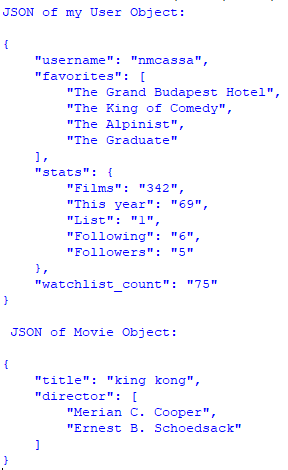 JSON of my User Object:
{
    "username": "nmcassa",
    "favorites": [
        "The Grand Budapest Hotel",
        "The King of Comedy",
        "The Alpinist",
        "The Graduate"
    ],
    "stats": {
        "Films": "342",
        "This year": "69",
        "List": "1",
        "Following": "6",
        "Followers": "5"
    },
    "watchlist_count": "75"
}
JSON of Movie Object:
{
    "title": "king kong",
    "director": [
        "Merian C. Cooper",
        "Ernest B. Schoedsack"
    ]
}